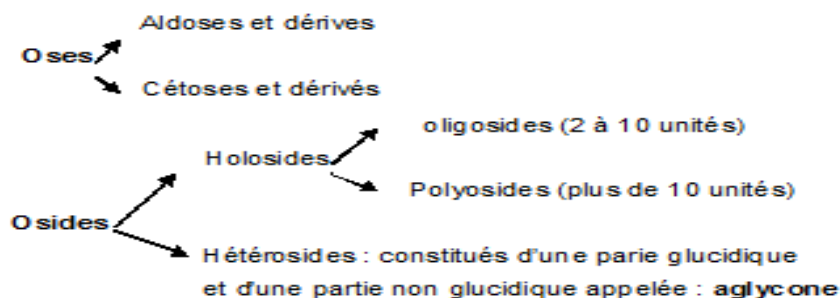 Aldoses et dérives
Oses
Cétoses et dérivés
oligosides (2 à 10 unités)
Holosides
Polyosides (plus de 10 unités)
Osides
Hétérosides : constitués d'une parie glucidique
et d'une partie non glucidique appelée : aglycone